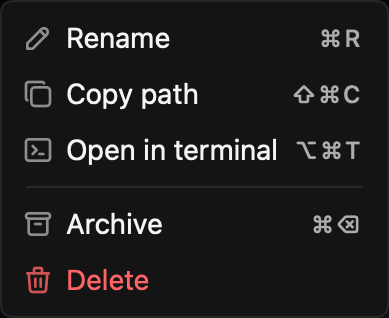 Rename ⌘R
Copy path ⇧⌘C
Open in terminal ⌥⌘T
Archive ⌘⌫
Delete